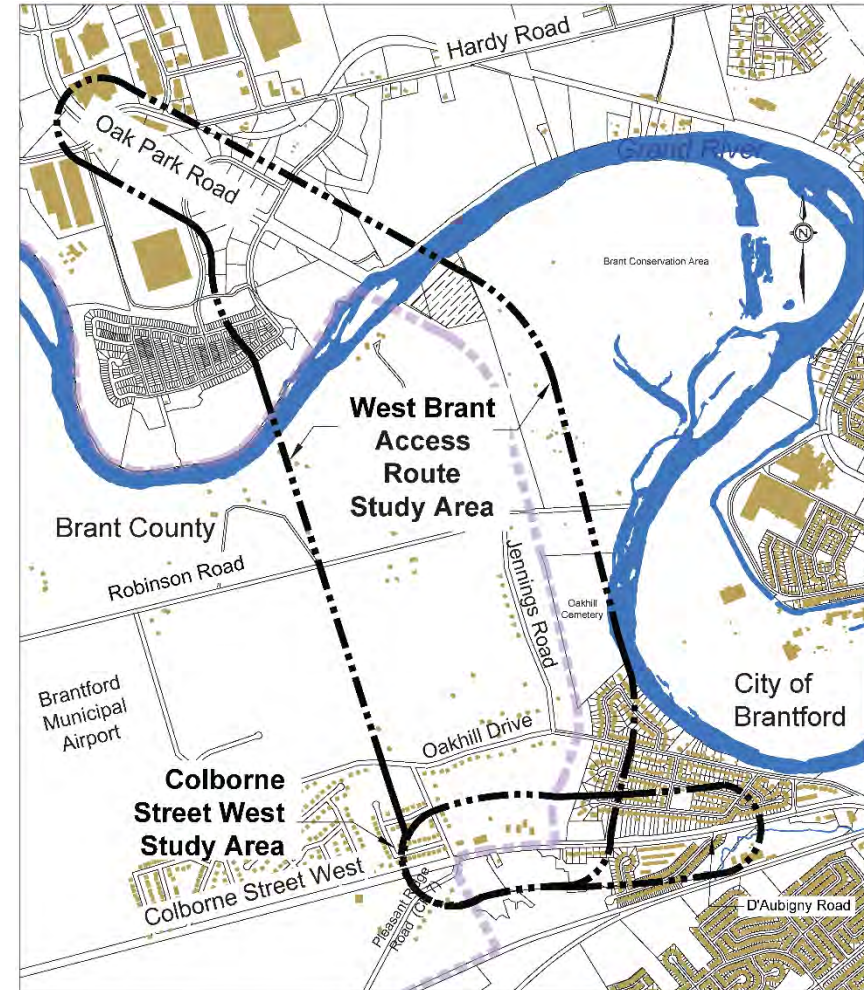 Hardy Road
Oak Park Road
Grand River
N
Brant Conservation Area
West Brant
Access
Route
Study Area
Brant County
Robinson Road
Jennings Road
Oakhill
Cemetery
Brantford
Municipal
Airport
City of
Brantford
Oakhill Drive
Colborne
Street West
Study Area
Colborne Street West
Pleasant Ridge
Road
D'Aubigny Road